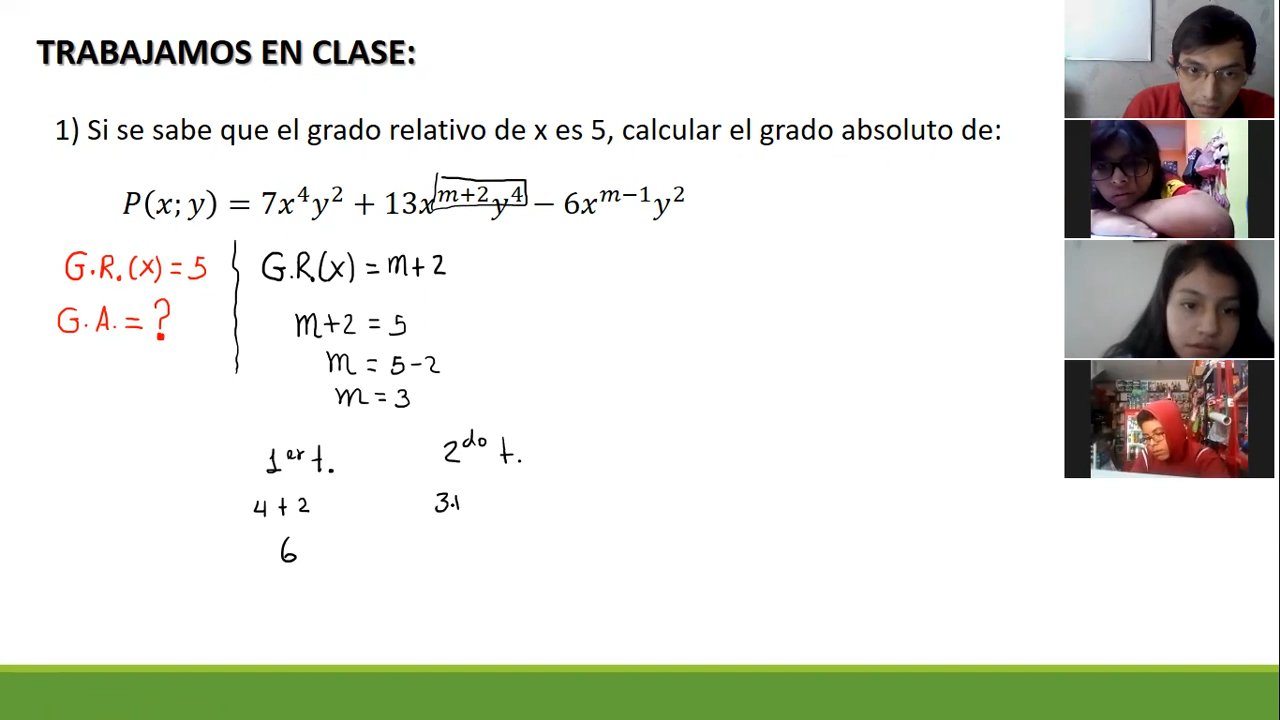 TRABAJAMOS EN CLASE:
1) Si se sabe que el grado relativo de x es 5, calcular el grado absoluto de:
P(x; y) = 7x⁴y² + 13x^{m+2}y⁴ − 6x^{m−1}y²
G.R.(x) = 5
G.A. = ?
G.R(x) = m+2
m+2 = 5
m = 5-2
m = 3
1er t.
4 + 2
6
2do t.
3